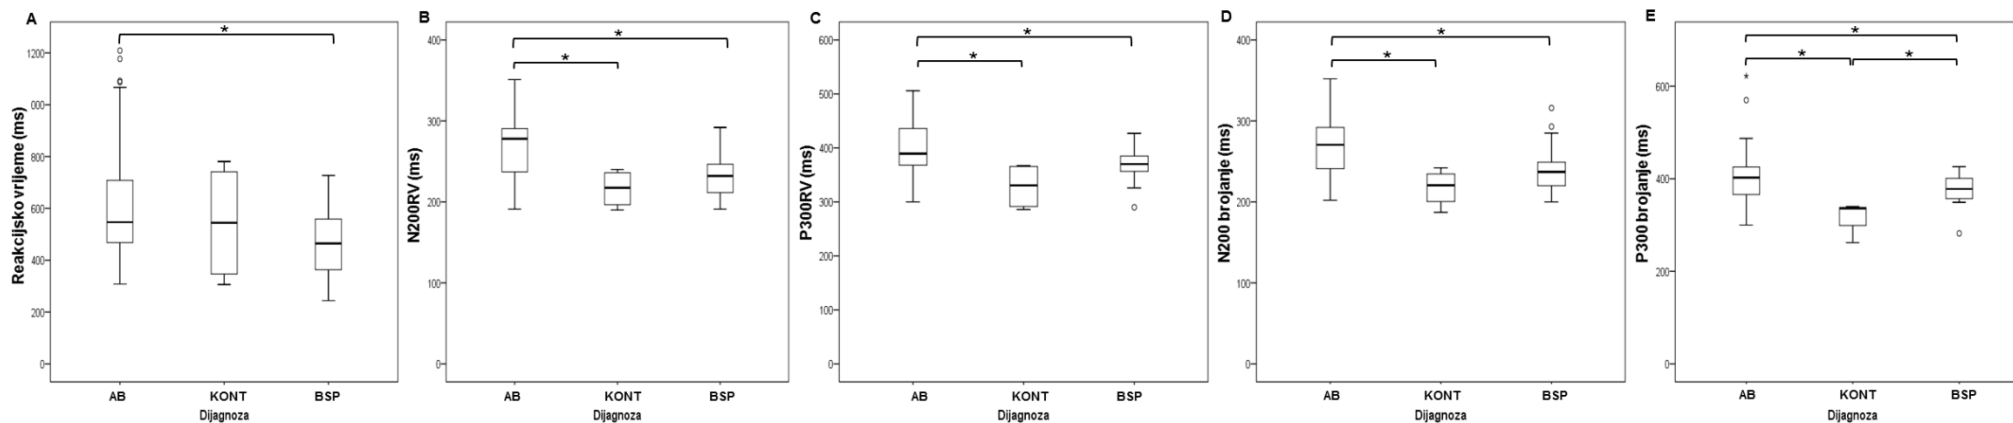 A
*
Reakcijsko vrijeme (ms)
1200
000
800
600
400
200
0
AB KONT BSP
Dijagnoza
B
*
*
N200RV (ms)
400
300
200
100
0
AB KONT BSP
Dijagnoza
C
*
*
P300RV (ms)
600
500
400
300
200
100
0
AB KONT BSP
Dijagnoza
D
*
*
N200 brojanje (ms)
400
300
200
100
0
AB KONT BSP
Dijagnoza
E
*
* *
P300 brojanje (ms)
600
400
200
0
AB KONT BSP
Dijagnoza